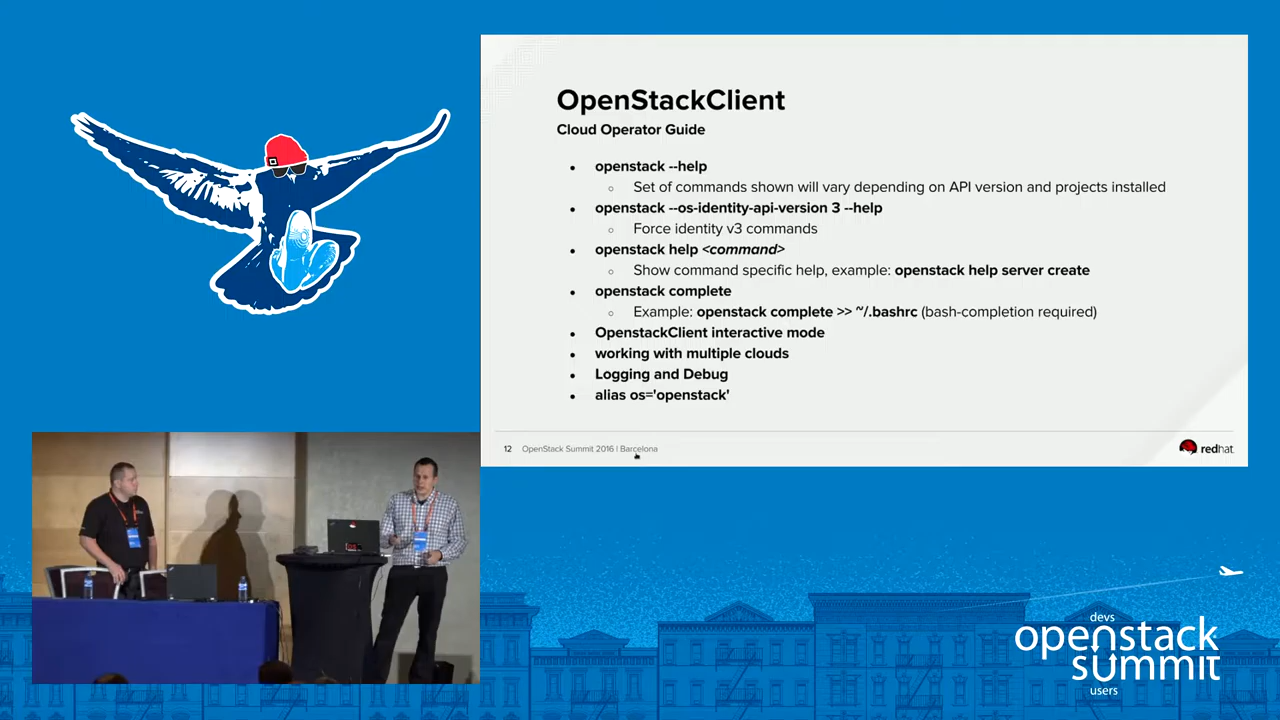 OpenStackClient
Cloud Operator Guide
• openstack --help
○ Set of commands shown will vary depending on API version and projects installed
• openstack --os-identity-api-version 3 --help
○ Force identity v3 commands
• openstack help <command>
○ Show command specific help, example: openstack help server create
• openstack complete
○ Example: openstack complete >> ~/.bashrc (bash-completion required)
• OpenstackClient interactive mode
• working with multiple clouds
• Logging and Debug
• alias os='openstack'
12 OpenStack Summit 2016 | Barcelona
redhat
devs
openstack
summit
users